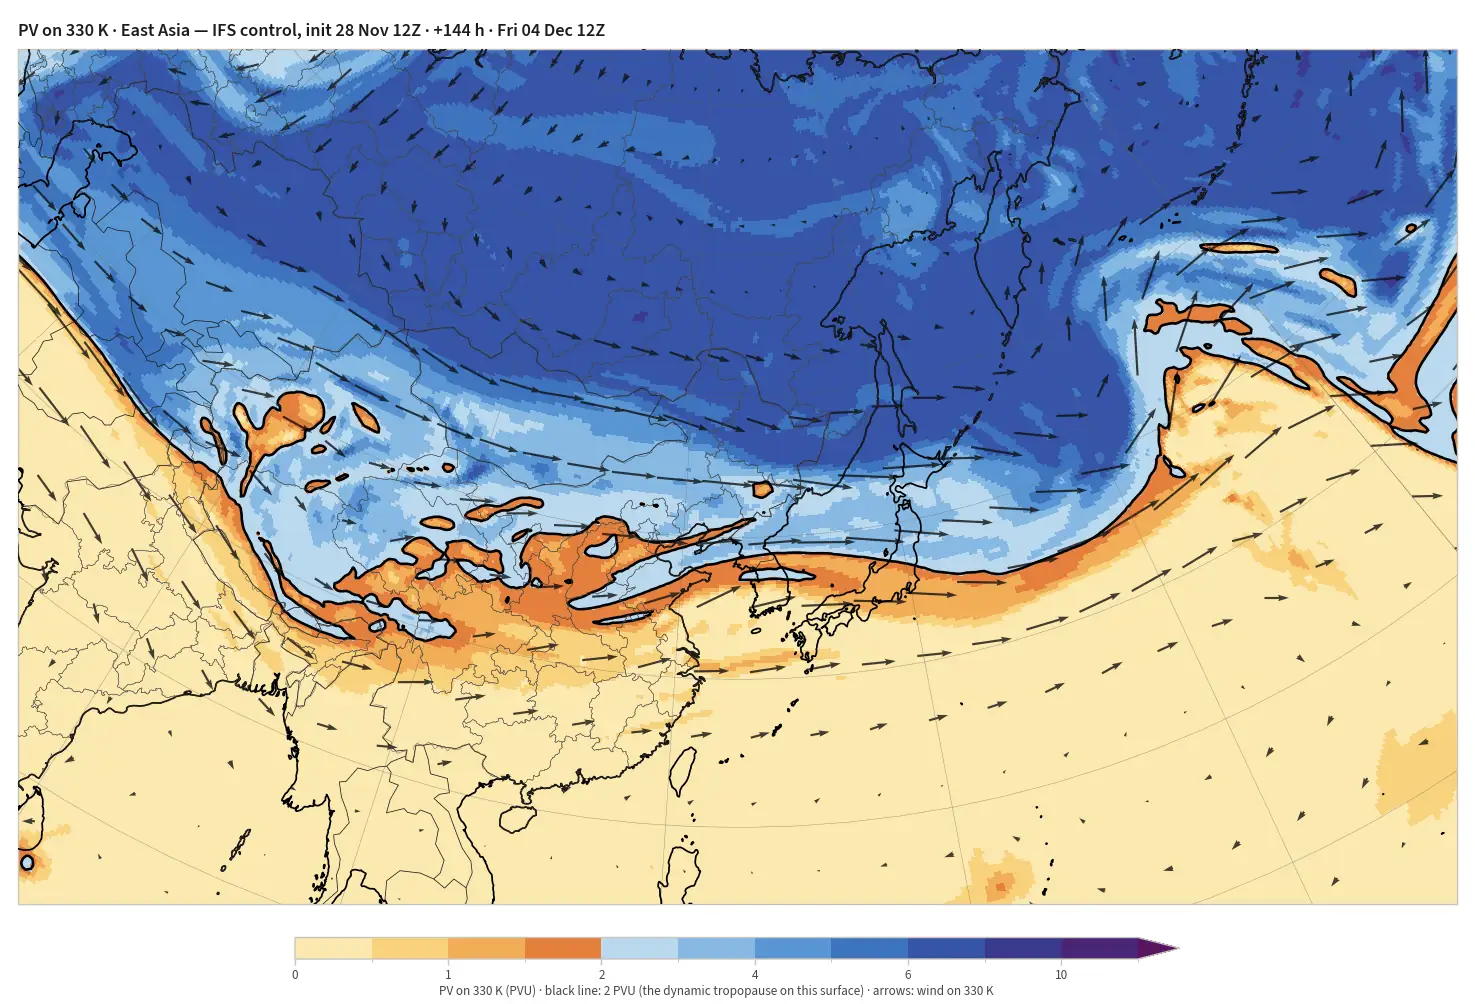 PV on 330 K · East Asia — IFS control, init 28 Nov 12Z · +144 h · Fri 04 Dec 12Z
0 1 2 4 6 10
PV on 330 K (PVU) · black line: 2 PVU (the dynamic tropopause on this surface) · arrows: wind on 330 K